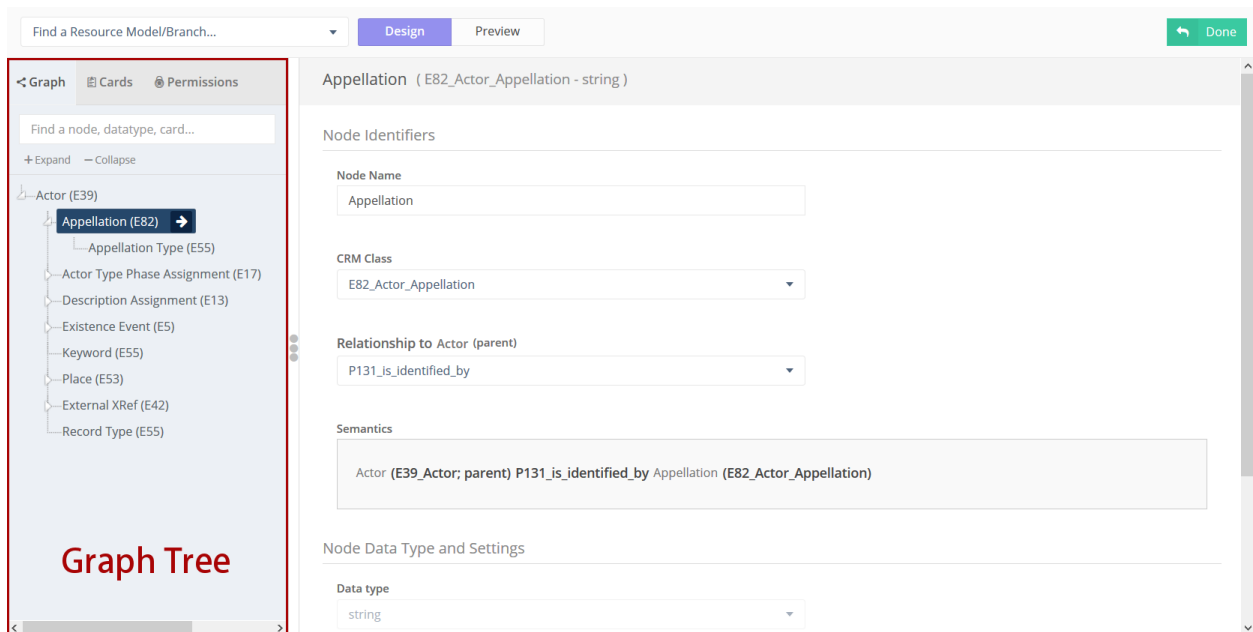 Find a Resource Model/Branch...
Design
Preview
Done
Graph
Cards
Permissions
Find a node, datatype, card...
+ Expand
− Collapse
Actor (E39)
Appellation (E82)
Appellation Type (E55)
Actor Type Phase Assignment (E17)
Description Assignment (E13)
Existence Event (E5)
Keyword (E55)
Place (E53)
External XRef (E42)
Record Type (E55)
Graph Tree
Appellation ( E82_Actor_Appellation - string )
Node Identifiers
Node Name
Appellation
CRM Class
E82_Actor_Appellation
Relationship to Actor (parent)
P131_is_identified_by
Semantics
Actor (E39_Actor; parent) P131_is_identified_by Appellation (E82_Actor_Appellation)
Node Data Type and Settings
Data type
string